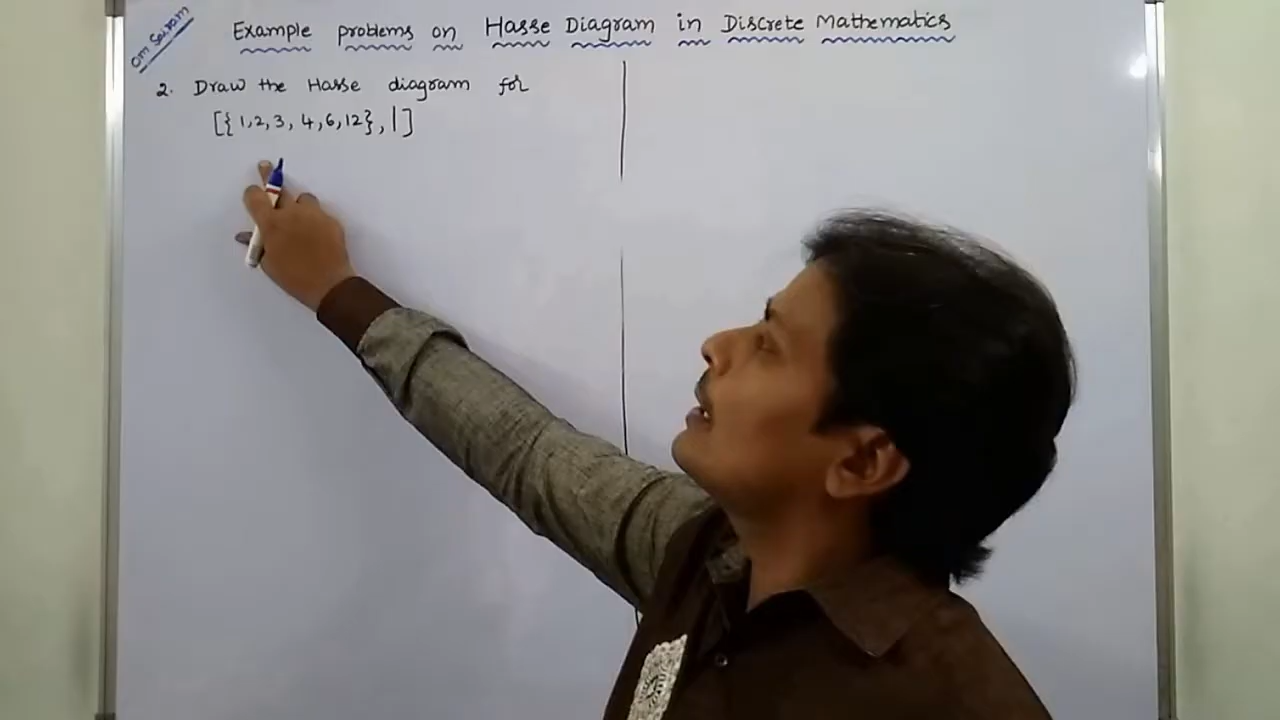 om Sairam
Example problems on Hasse Diagram in Discrete Mathematics
2. Draw the Hasse diagram for
[{1,2,3, 4,6,12}, |]